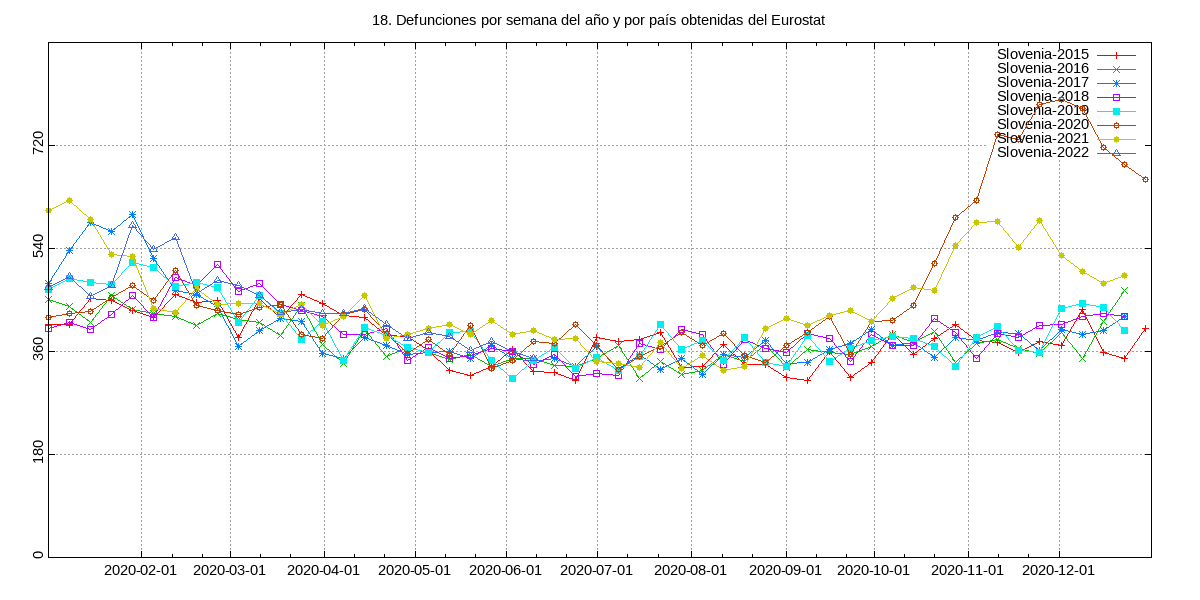 18. Defunciones por semana del año y por país obtenidas del Eurostat
Slovenia-2015
Slovenia-2016
Slovenia-2017
Slovenia-2018
Slovenia-2019
Slovenia-2020
Slovenia-2021
Slovenia-2022
720
540
360
180
0
2020-02-01 2020-03-01 2020-04-01 2020-05-01 2020-06-01 2020-07-01 2020-08-01 2020-09-01 2020-10-01 2020-11-01 2020-12-01